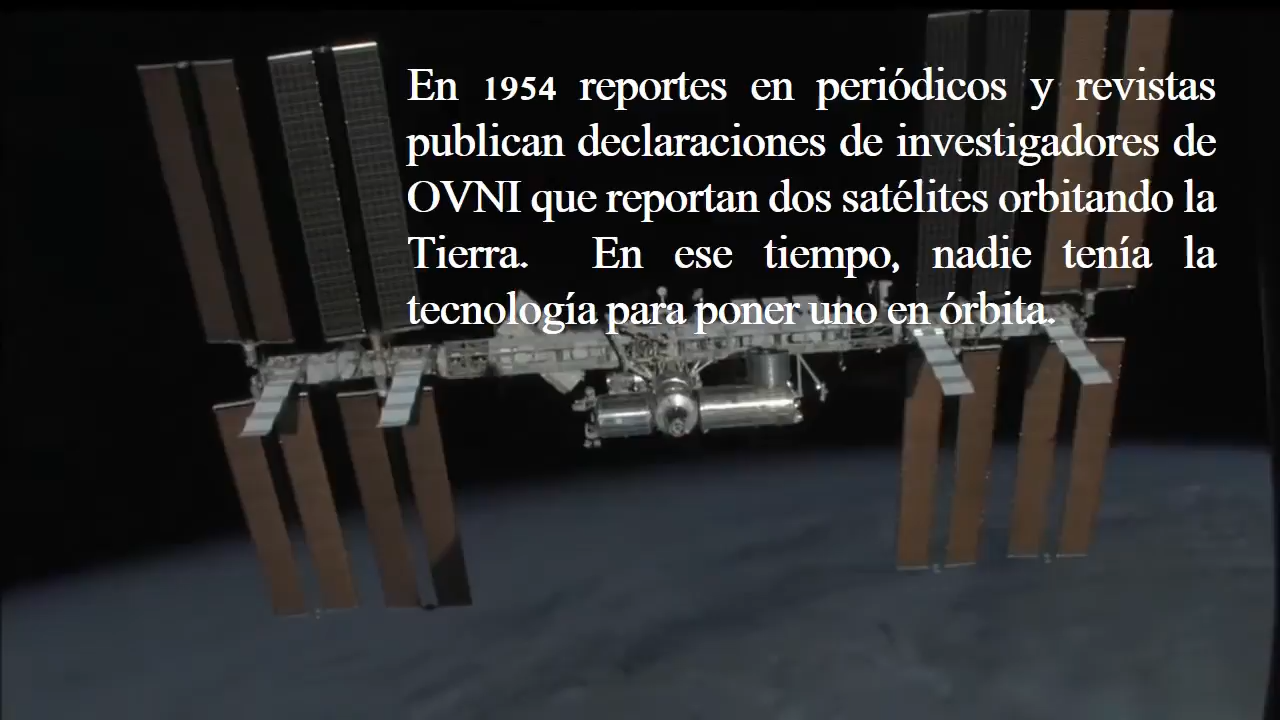 En 1954 reportes en periódicos y revistas
publican declaraciones de investigadores de
OVNI que reportan dos satélites orbitando la
Tierra. En ese tiempo, nadie tenía la
tecnología para poner uno en órbita.